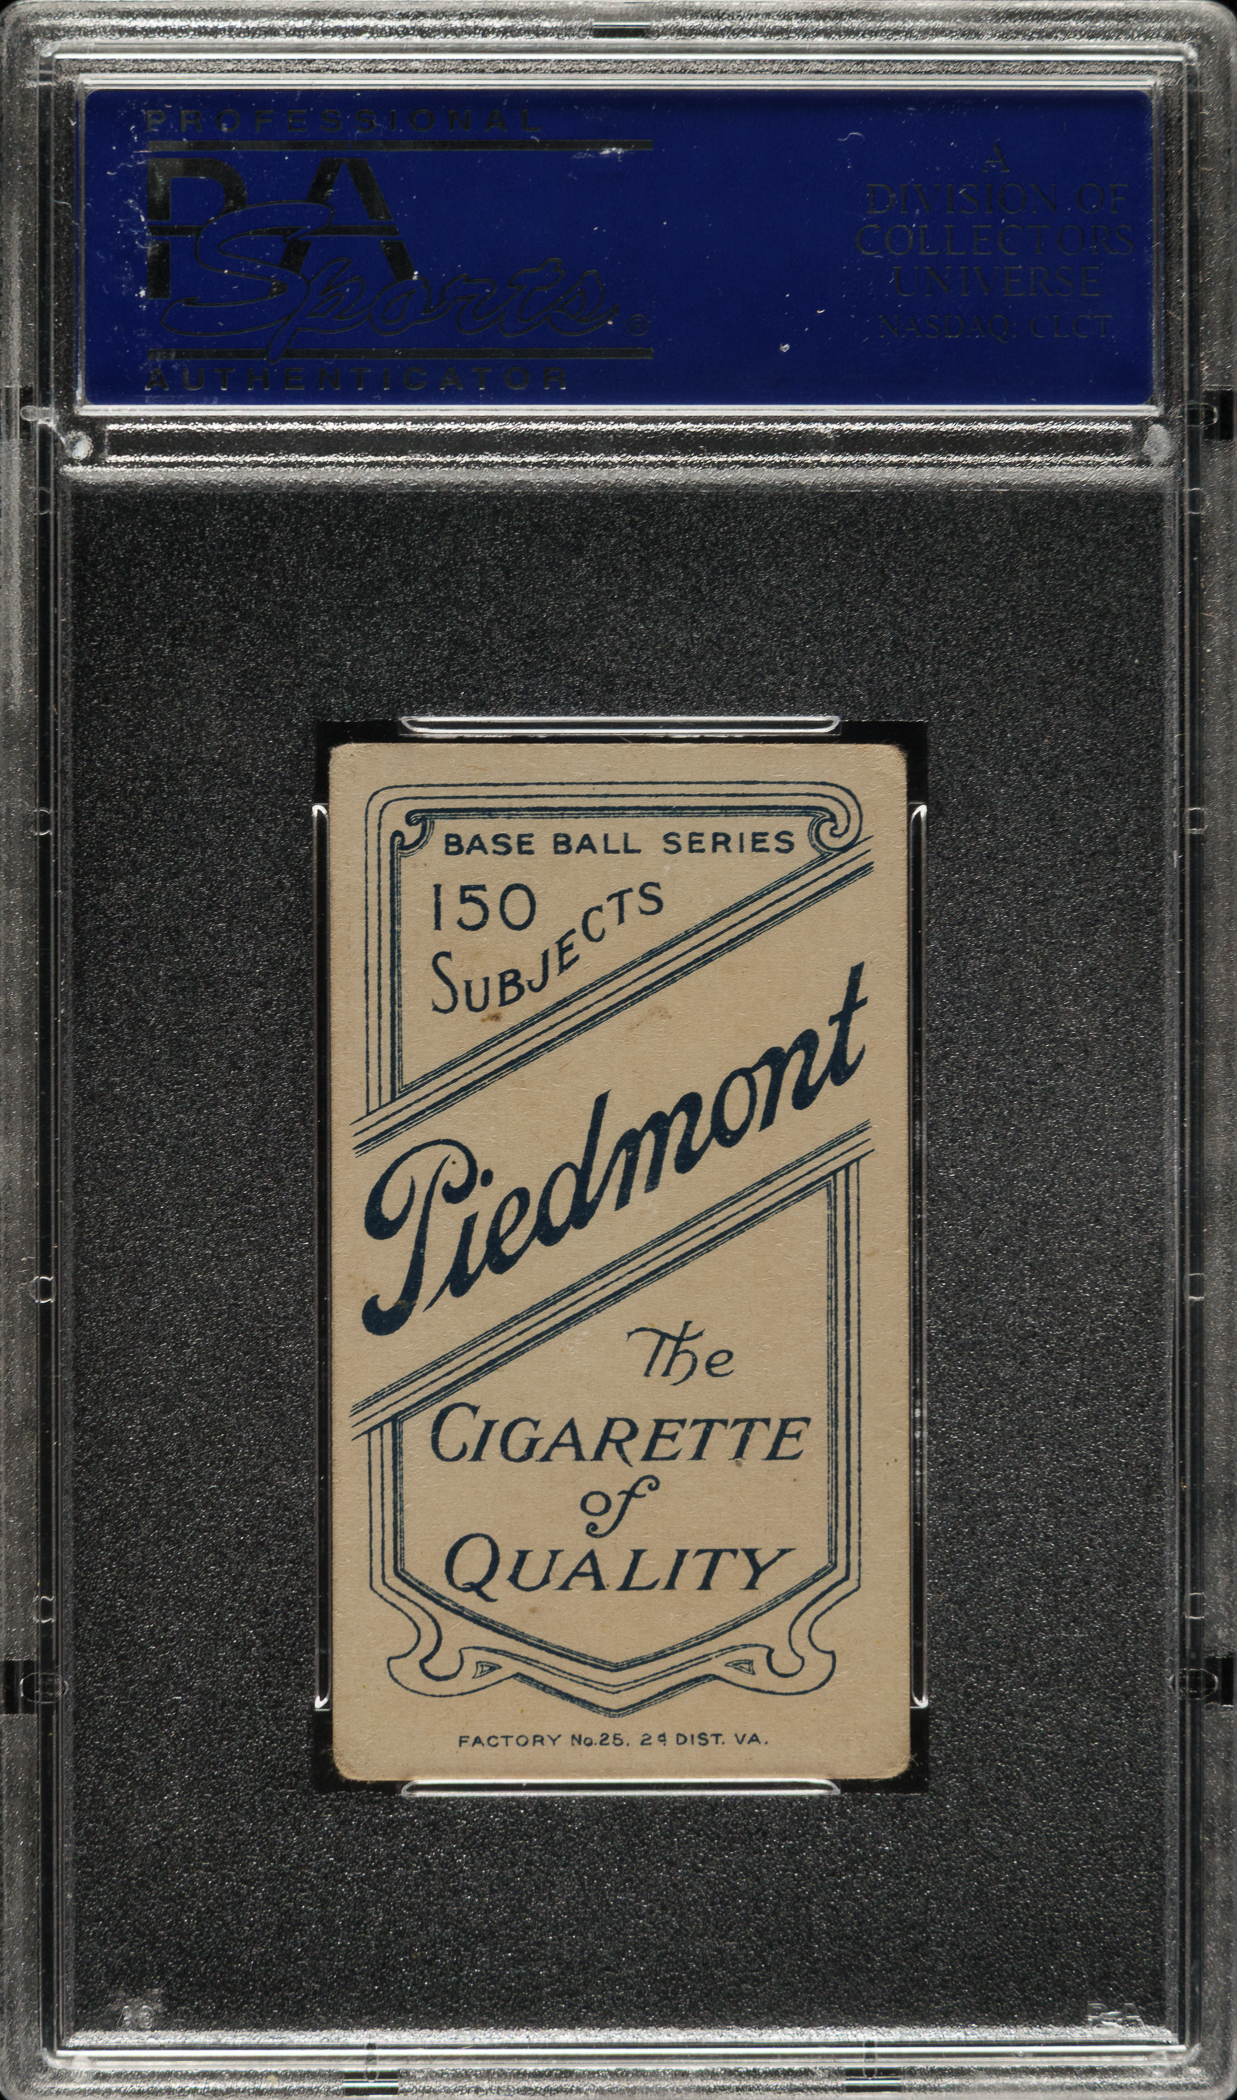 PROFESSIONAL
PSA
Sports®
AUTHENTICATOR
A
DIVISION OF
COLLECTORS
UNIVERSE
NASDAQ: CLCT
BASE BALL SERIES
150
SUBJECTS
Piedmont
The
CIGARETTE
of
QUALITY
FACTORY No. 25. 2d DIST. VA.
PSA